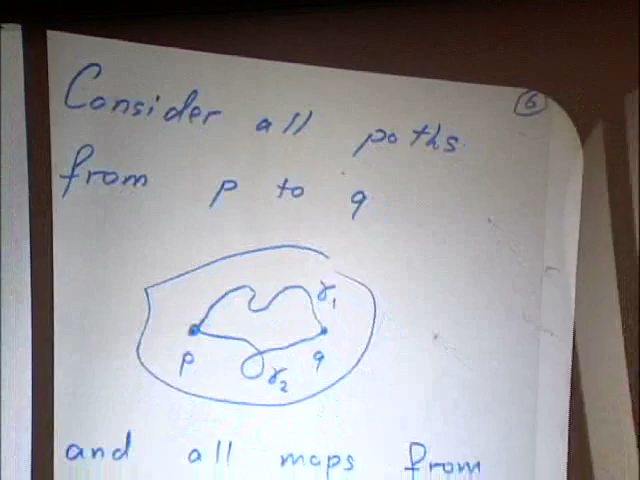 6
Consider all paths
from p to q
γ₁
p q
γ₂
and all maps from